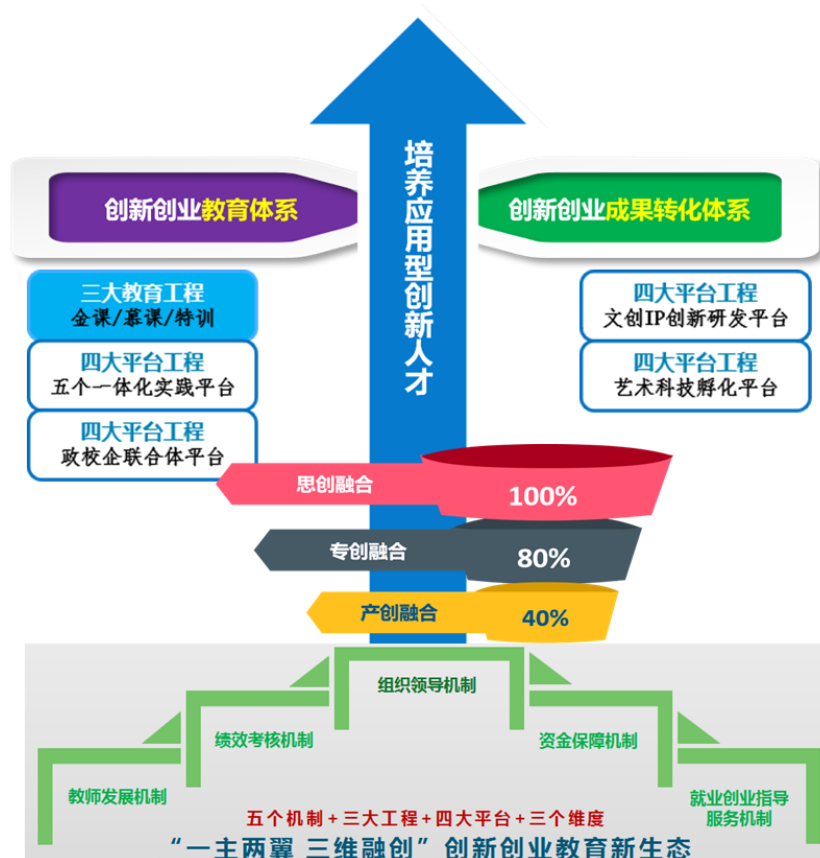 培养应用型创新人才
创新创业教育体系
创新创业成果转化体系
三大教育工程
金课/慕课/特训
四大平台工程
五个一体化实践平台
四大平台工程
政校企联合体平台
四大平台工程
文创IP创新研发平台
四大平台工程
艺术科技孵化平台
思创融合
100%
专创融合
80%
产创融合
40%
组织领导机制
绩效考核机制
资金保障机制
教师发展机制
就业创业指导
服务机制
五个机制+三大工程+四大平台+三个维度
“一主两翼 三维融创”创新创业教育新生态